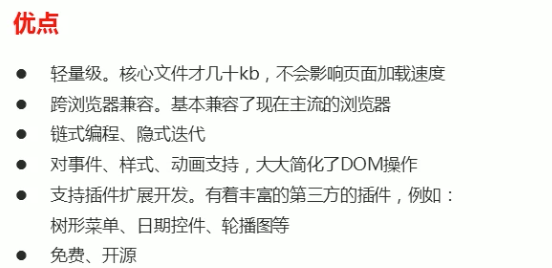 优点
● 轻量级。核心文件才几十kb，不会影响页面加载速度
● 跨浏览器兼容。基本兼容了现在主流的浏览器
● 链式编程、隐式迭代
● 对事件、样式、动画支持，大大简化了DOM操作
● 支持插件扩展开发。有着丰富的第三方的插件，例如：
树形菜单、日期控件、轮播图等
● 免费、开源